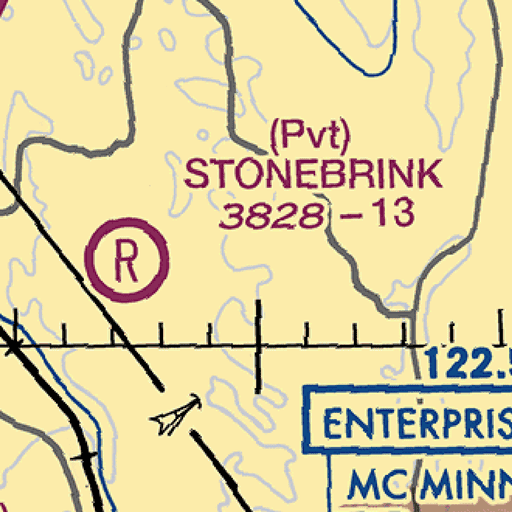 (Pvt)
STONEBRINK
3828 - 13
R
122.5
ENTERPRIS
MC MINN